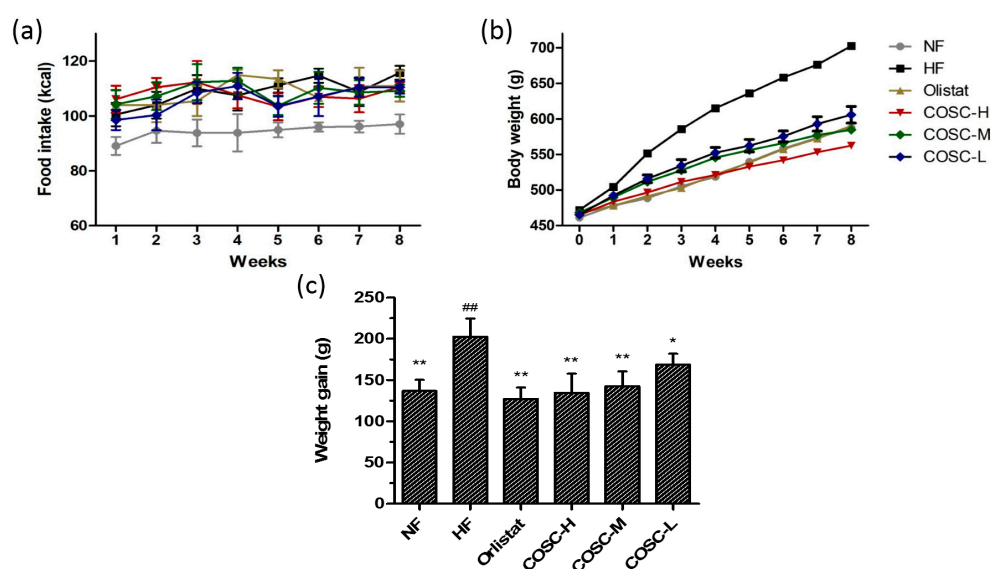 (a)
Food intake (kcal)
120
100
80
60
1 2 3 4 5 6 7 8
Weeks
(b)
Body weight (g)
700
650
600
550
500
450
0 1 2 3 4 5 6 7 8
Weeks
NF
HF
Olistat
COSC-H
COSC-M
COSC-L
(c)
Weight gain (g)
250
200
150
100
50
0
** ## ** ** ** *
NF HF Orlistat COSC-H COSC-M COSC-L